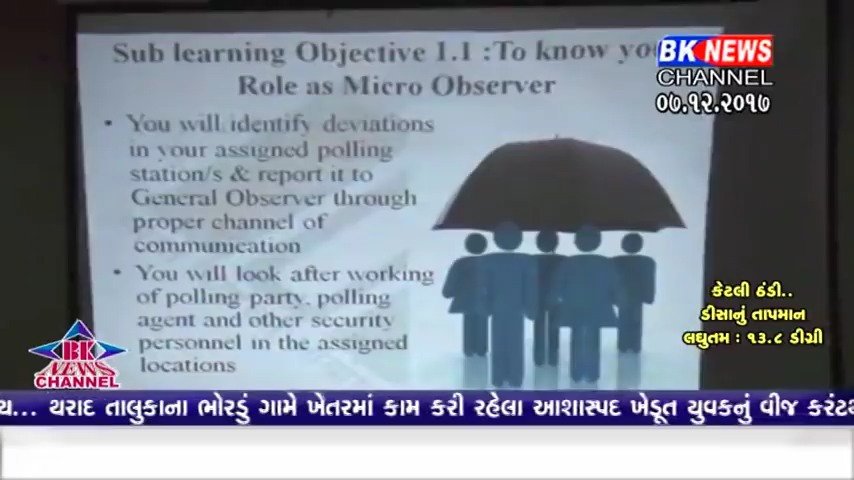 Sub learning Objective 1.1 :To know yo
Role as Micro Observer
• You will identify deviations
in your assigned polling
station/s & report it to
General Observer through
proper channel of
communication
• You will look after working
of polling party, polling
agent and other security
personnel in the assigned
locations
BK NEWS
CHANNEL
૦૭.૧૨.૨૦૧૭
કેટલી ઠંડી..
ડીસાનું તાપમાન
લઘુતમ : ૧૩.૮ ડીગ્રી
BK
NEWS
CHANNEL
ય... થરાદ તાલુકાના ભોરડું ગામે ખેતરમાં કામ કરી રહેલા આશાસ્પદ ખેડૂત યુવકનું વીજ કરંટ